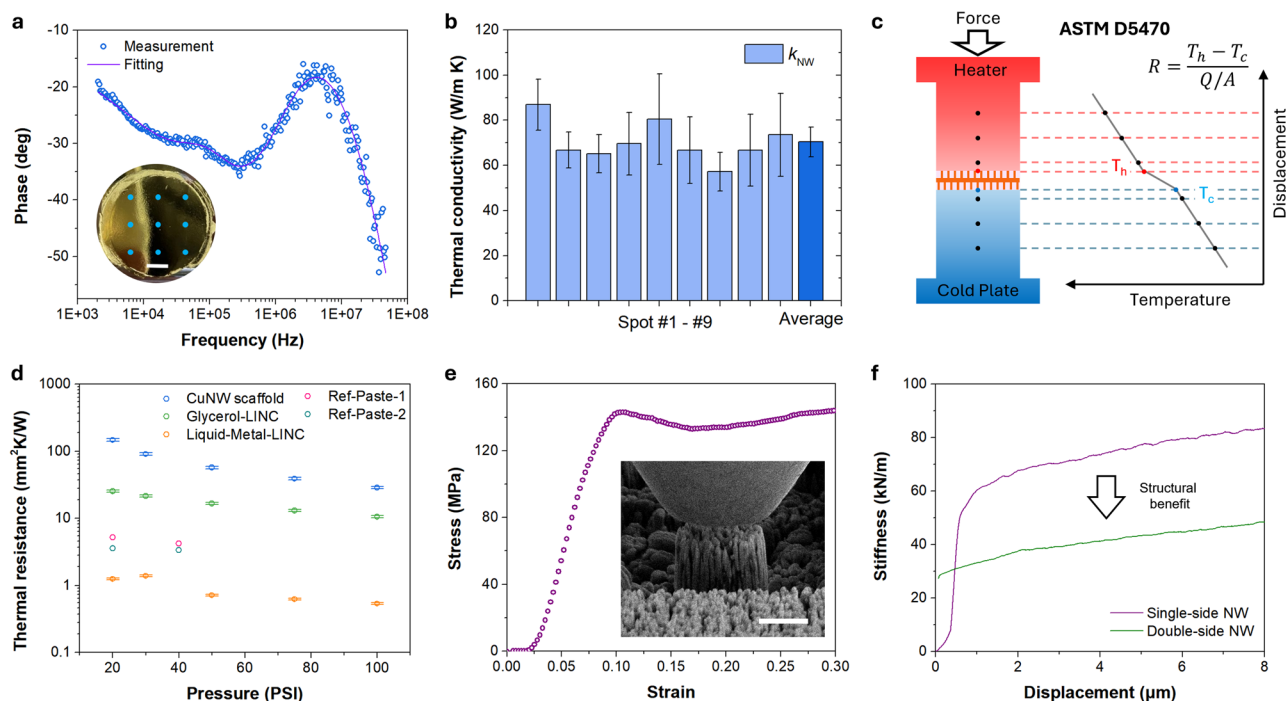 a
-10
-20
-30
-40
-50
Measurement
Fitting
Phase (deg)
1E+03 1E+04 1E+05 1E+06 1E+07 1E+08
Frequency (Hz)
b
120
100
80
60
40
20
0
k_NW
Thermal conductivity (W/m K)
Spot #1 - #9
Average
c
Force
ASTM D5470
Heater
R = (T_h − T_c) / (Q/A)
T_h
T_c
Displacement
Cold Plate
Temperature
d
1000
100
10
1
0.1
CuNW scaffold
Glycerol-LINC
Liquid-Metal-LINC
Ref-Paste-1
Ref-Paste-2
Thermal resistance (mm²K/W)
20 40 60 80 100
Pressure (PSI)
e
160
120
80
40
0
Stress (MPa)
0.00 0.05 0.10 0.15 0.20 0.25 0.30
Strain
f
100
80
60
40
20
0
Structural
benefit
Single-side NW
Double-side NW
Stiffness (kN/m)
0 2 4 6 8
Displacement (μm)